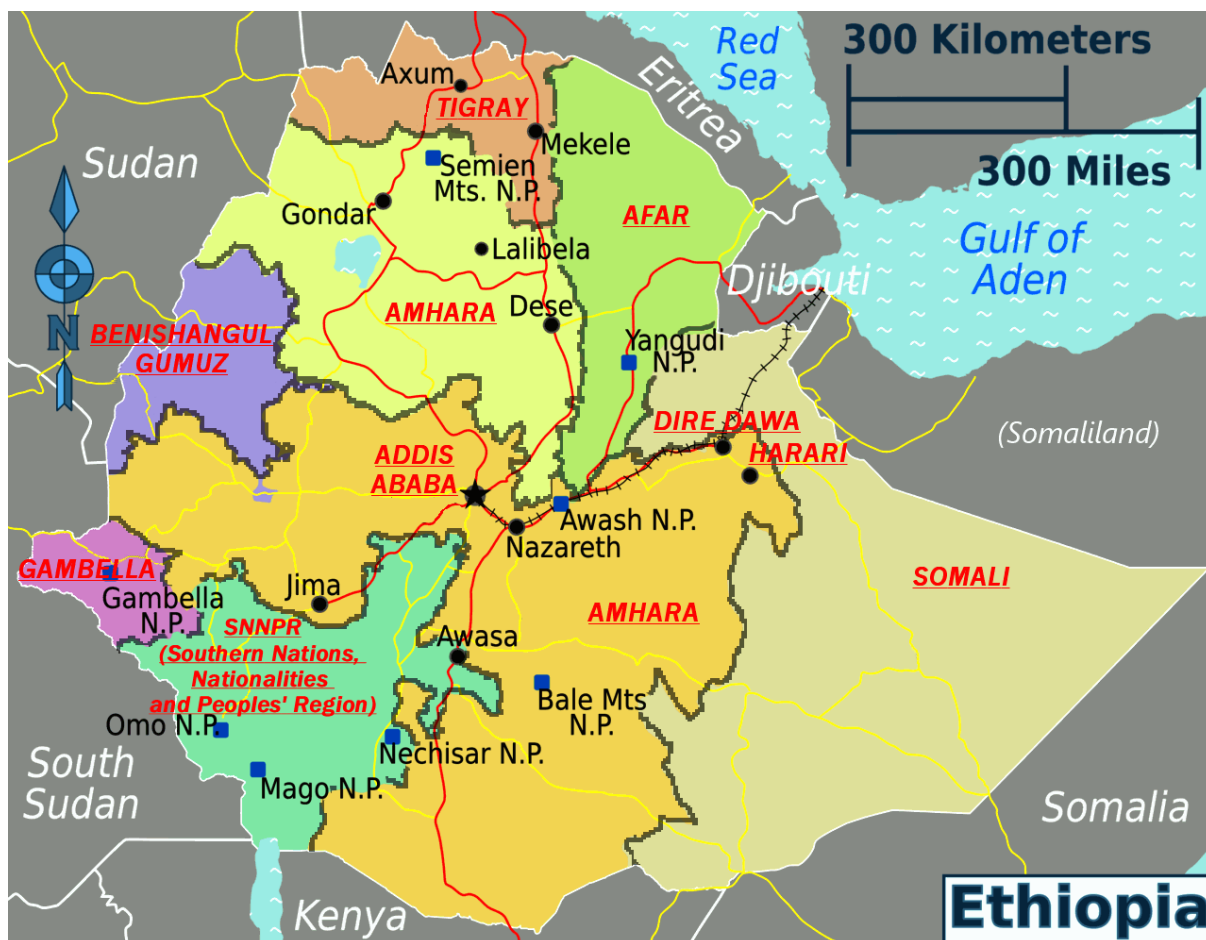 Red
Sea
300 Kilometers
300 Miles
Eritrea
Axum
TIGRAY
Mekele
Sudan
Semien
Mts. N.P.
Gondar
AFAR
Lalibela
Gulf of
Aden
Djibouti
N
BENISHANGUL
GUMUZ
AMHARA
Dese
Yangudi
N.P.
DIRE DAWA
HARARI
(Somaliland)
ADDIS
ABABA
Awash N.P.
Nazareth
GAMBELLA
Gambella
N.P.
Jima
SNNPR
(Southern Nations,
Nationalities
and Peoples' Region)
AMHARA
SOMALI
Awasa
Bale Mts
N.P.
Omo N.P.
Nechisar N.P.
Mago N.P.
South
Sudan
Somalia
Kenya
Ethiopia